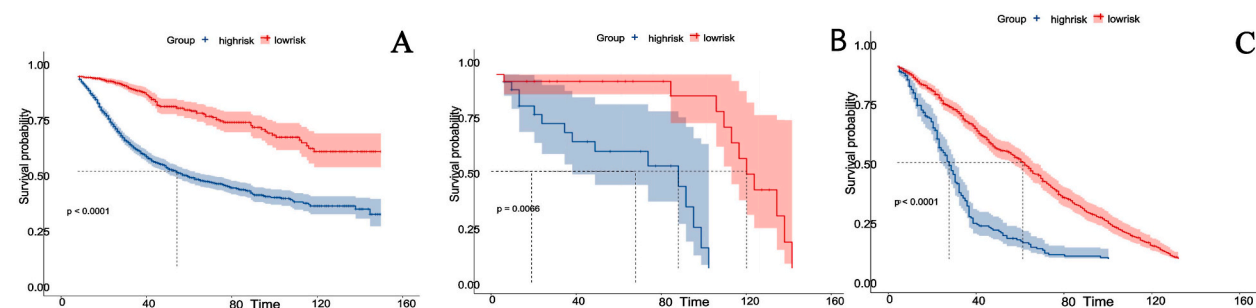 Group highrisk lowrisk
A
1.00
0.75
0.50
0.25
0.00
Survival probability
p < 0.0001
0 40 80 120 160
Time
Group highrisk lowrisk
B
1.00
0.75
0.50
0.25
0.00
Survival probability
p = 0.0066
0 40 80 120 160
Time
Group highrisk lowrisk
C
1.00
0.75
0.50
0.25
0.00
Survival probability
p < 0.0001
0 40 80 120 160
Time